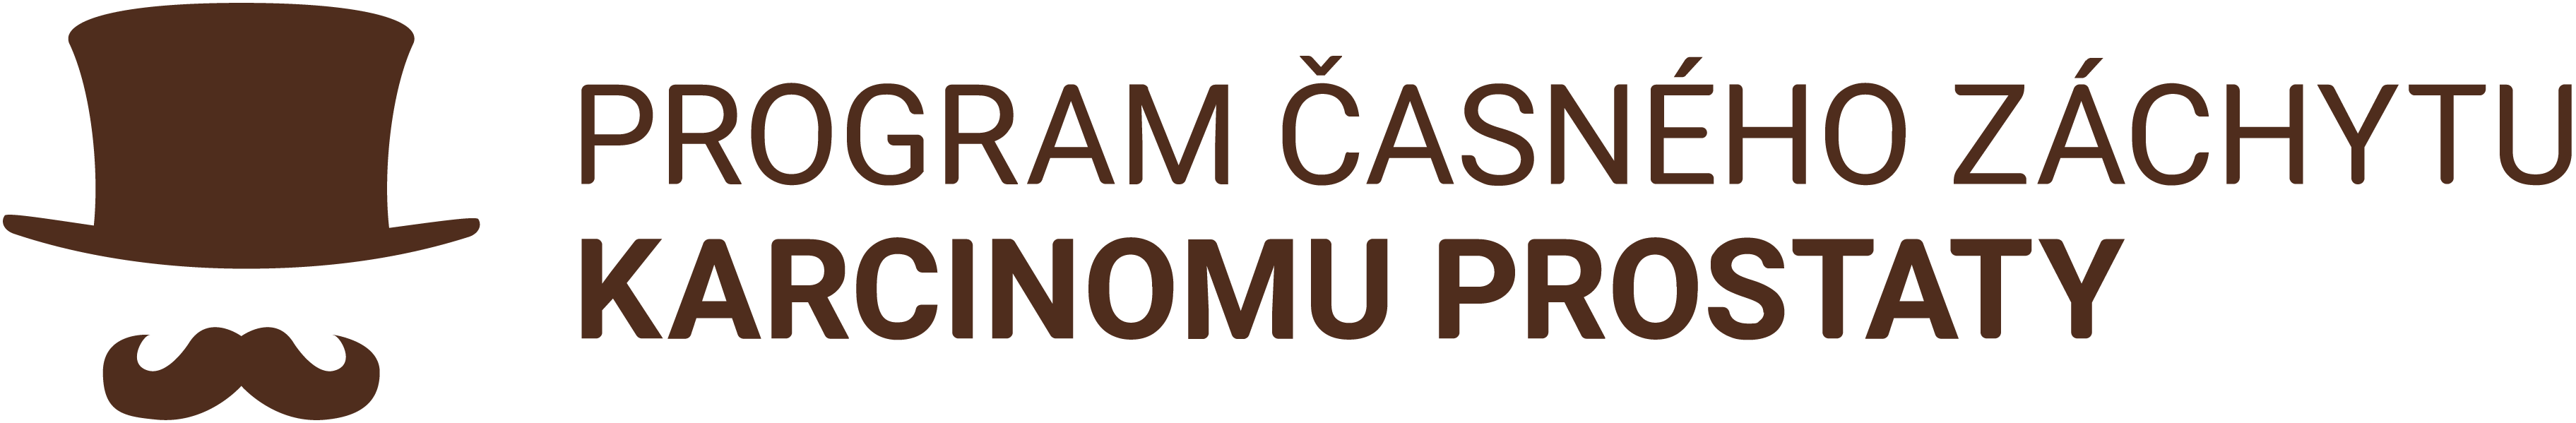 PROGRAM ČASNÉHO ZÁCHYTU
KARCINOMU PROSTATY